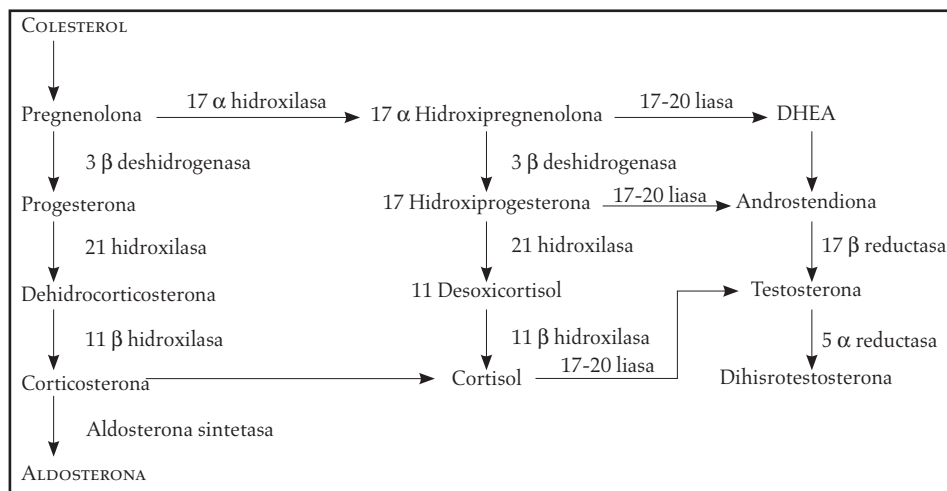 COLESTEROL
17 α hidroxilasa
17-20 liasa
Pregnenolona
17 α Hidroxipregnenolona
DHEA
3 β deshidrogenasa
3 β deshidrogenasa
Progesterona
17 Hidroxiprogesterona
17-20 liasa
Androstendiona
21 hidroxilasa
21 hidroxilasa
17 β reductasa
Dehidrocorticosterona
11 Desoxicortisol
Testosterona
11 β hidroxilasa
11 β hidroxilasa
5 α reductasa
Corticosterona
Cortisol
17-20 liasa
Dihisrotestosterona
Aldosterona sintetasa
ALDOSTERONA